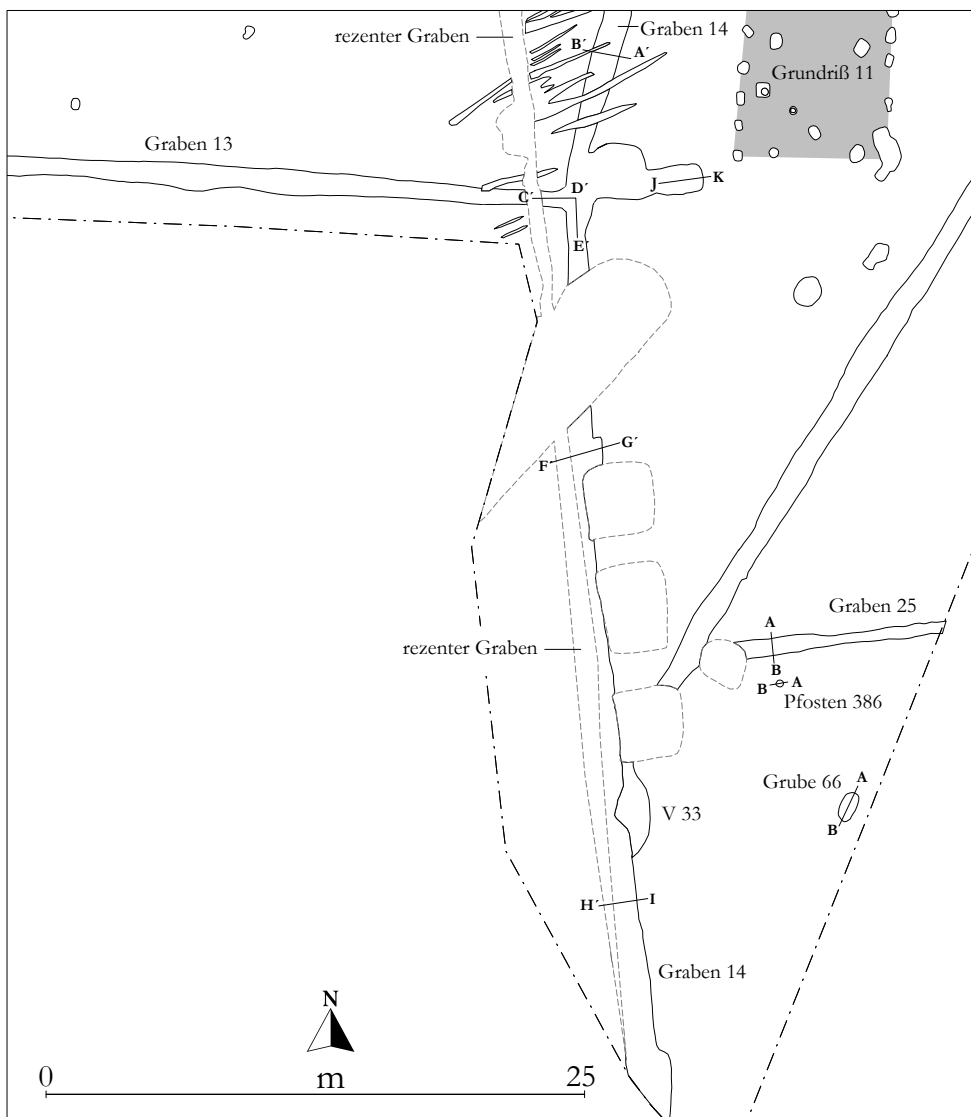 rezenter Graben
Graben 14
B´
A´
Grundriß 11
Graben 13
J
K
C´
D´
E´
F´
G´
rezenter Graben
Graben 25
A
B
B
A
Pfosten 386
Grube 66
A
B
V 33
H´
I
Graben 14
N
0
m
25